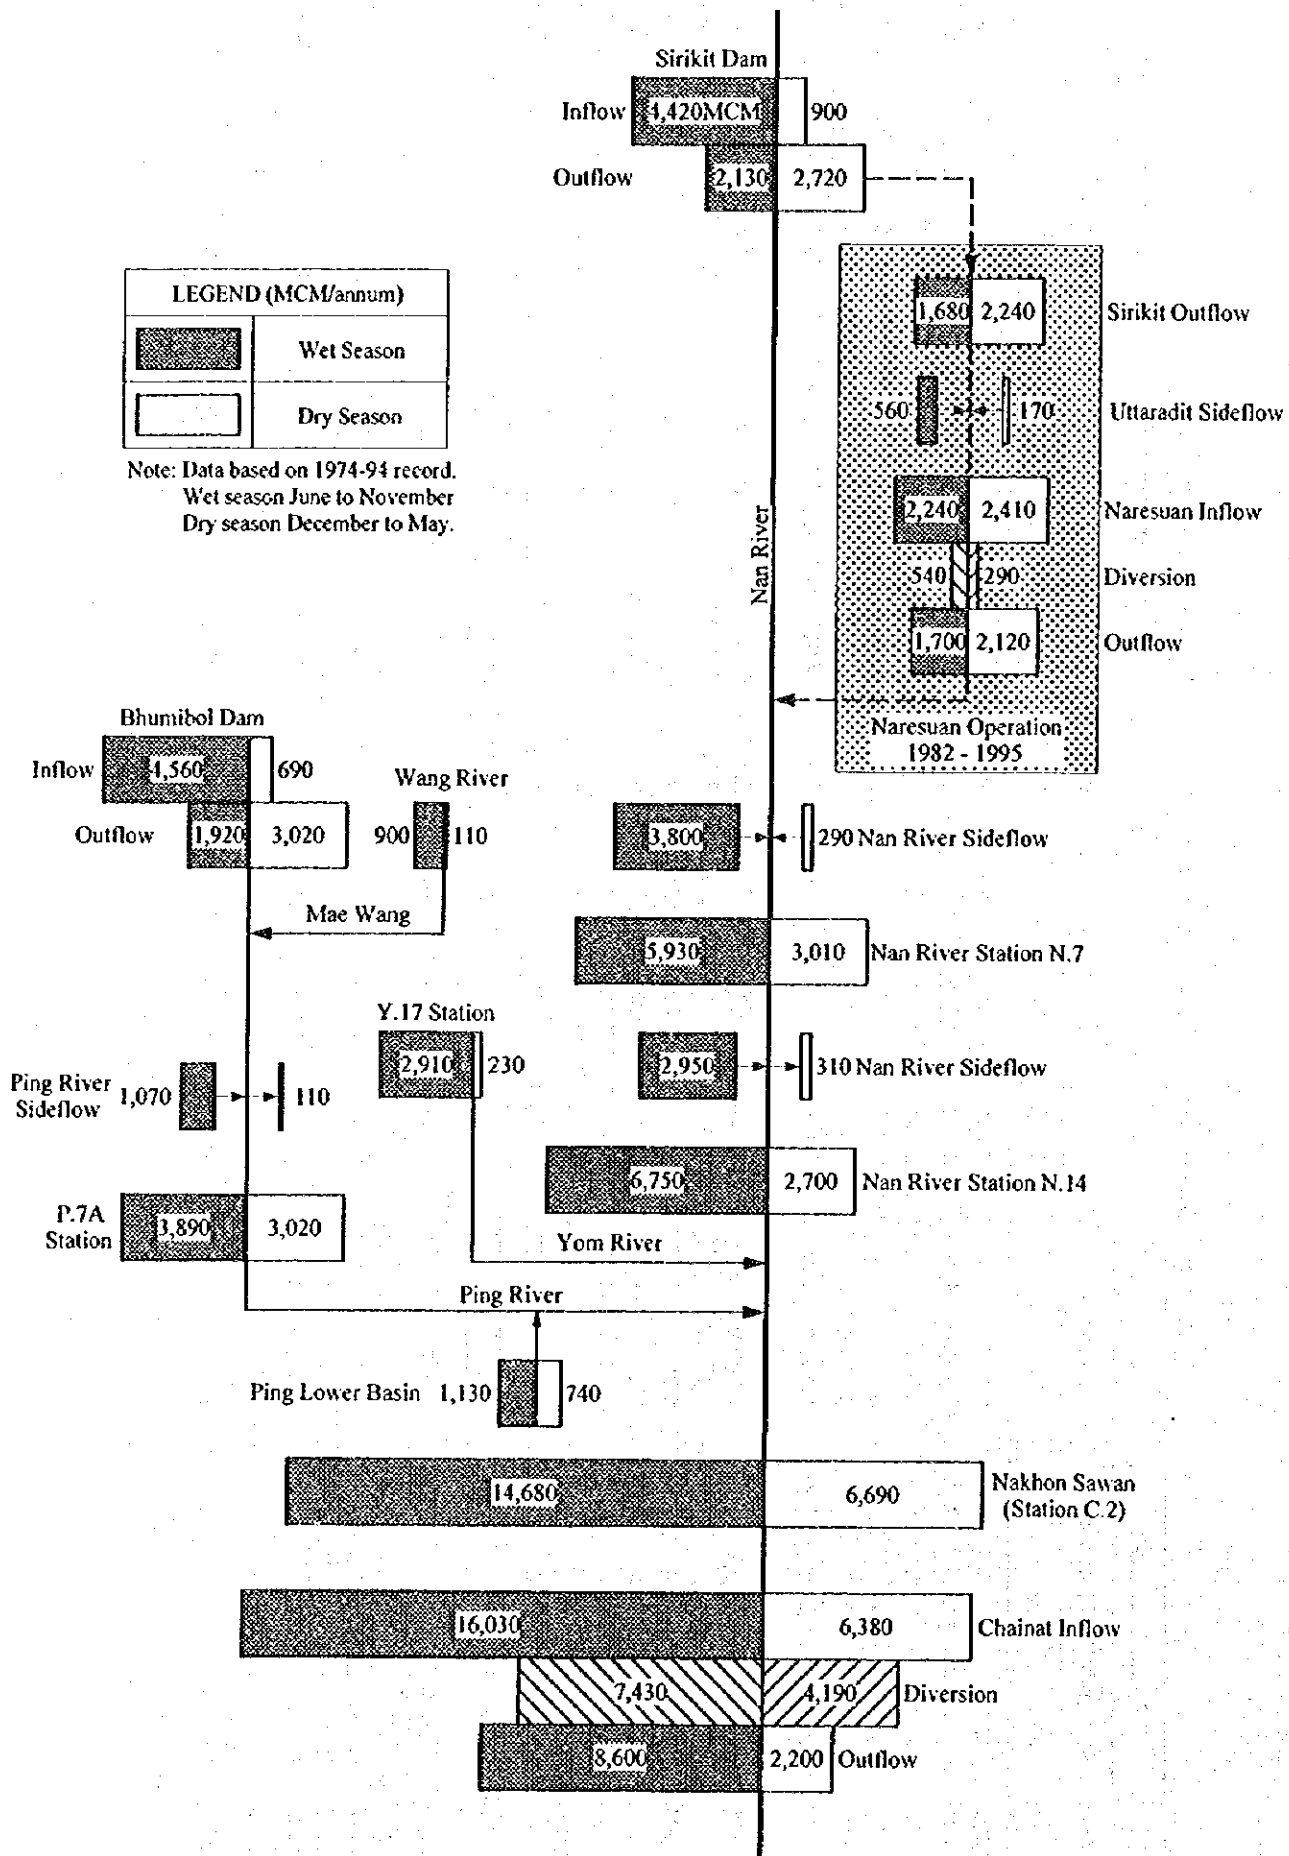 Sirikit Dam
Inflow 4,420MCM 900
Outflow 2,130 2,720
LEGEND (MCM/annum)
Wet Season
Dry Season
Note: Data based on 1974-94 record.
Wet season June to November
Dry season December to May.
1,680 2,240 Sirikit Outflow
560 170 Uttaradit Sideflow
2,240 2,410 Naresuan Inflow
540 290 Diversion
1,700 2,120 Outflow
Naresuan Operation
1982 - 1995
Nan River
Bhumibol Dam
Inflow 4,560 690
Outflow 1,920 3,020
Wang River
900 110
Mae Wang
3,800 290 Nan River Sideflow
5,930 3,010 Nan River Station N.7
Y.17 Station
2,910 230
2,950 310 Nan River Sideflow
Ping River
Sideflow 1,070 110
6,750 2,700 Nan River Station N.14
P.7A
Station 3,890 3,020
Yom River
Ping River
Ping Lower Basin 1,130 740
14,680 6,690 Nakhon Sawan
(Station C.2)
16,030 6,380 Chainat Inflow
7,430 4,190 Diversion
8,600 2,200 Outflow